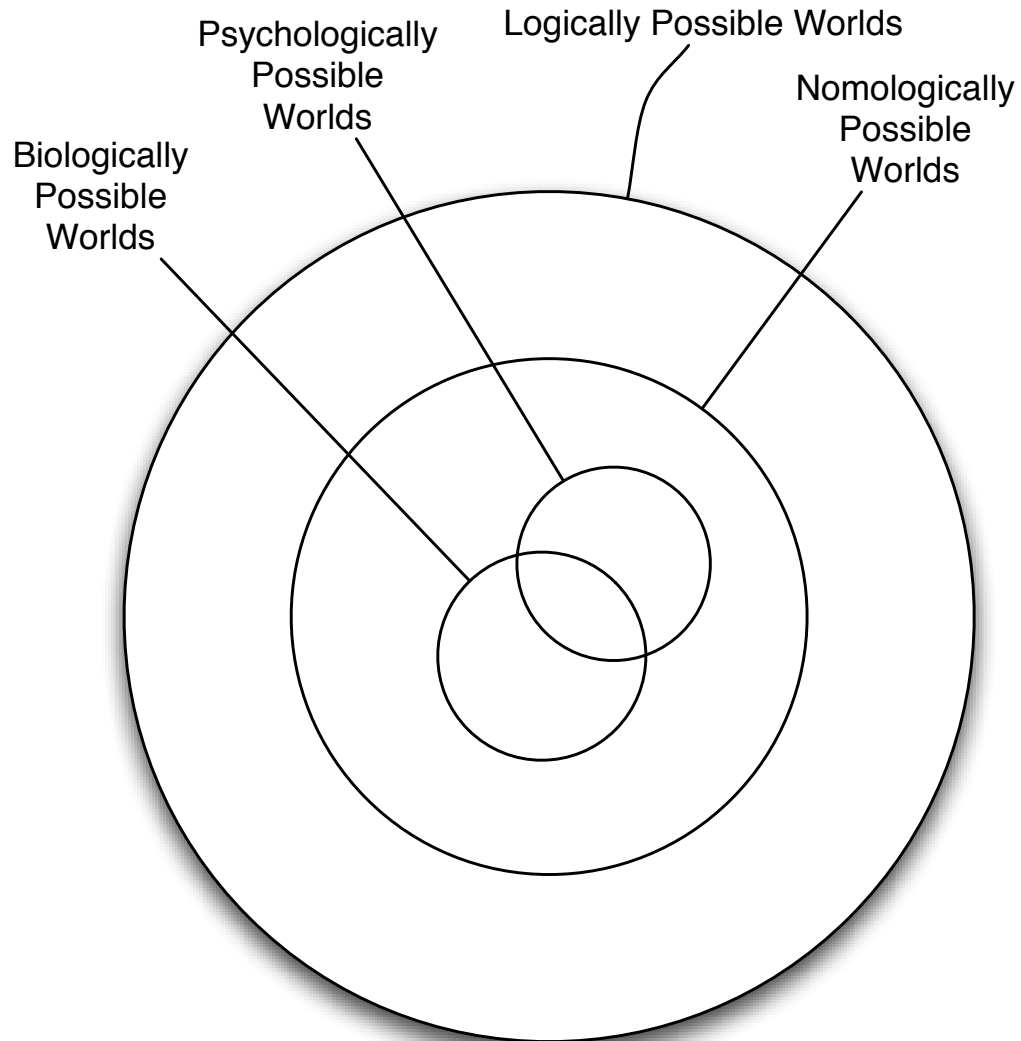 Logically Possible Worlds
Psychologically
Possible
Worlds
Nomologically
Possible
Worlds
Biologically
Possible
Worlds